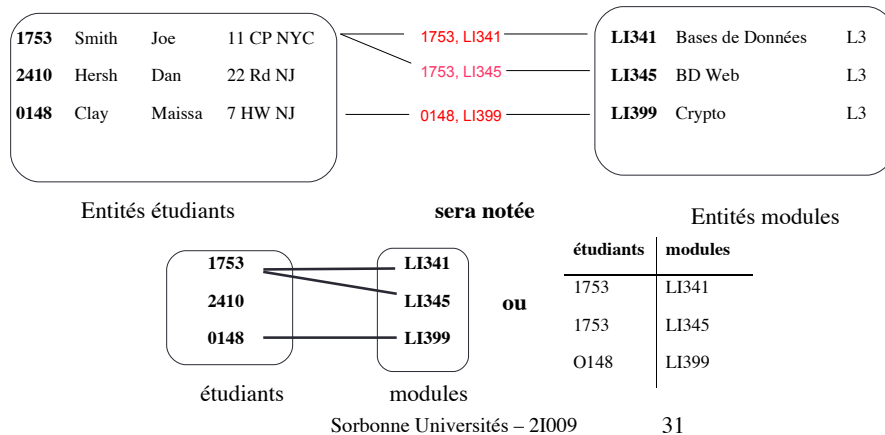 1753 Smith Joe 11 CP NYC 1753, LI341 LI341 Bases de Données L3
2410 Hersh Dan 22 Rd NJ 1753, LI345 LI345 BD Web L3
0148 Clay Maissa 7 HW NJ 0148, LI399 LI399 Crypto L3
Entités étudiants sera notée Entités modules
étudiants modules
1753 LI341
1753 LI341
2410 LI345 ou
1753 LI345
0148 LI399
O148 LI399
étudiants modules
Sorbonne Universités – 2I009 31